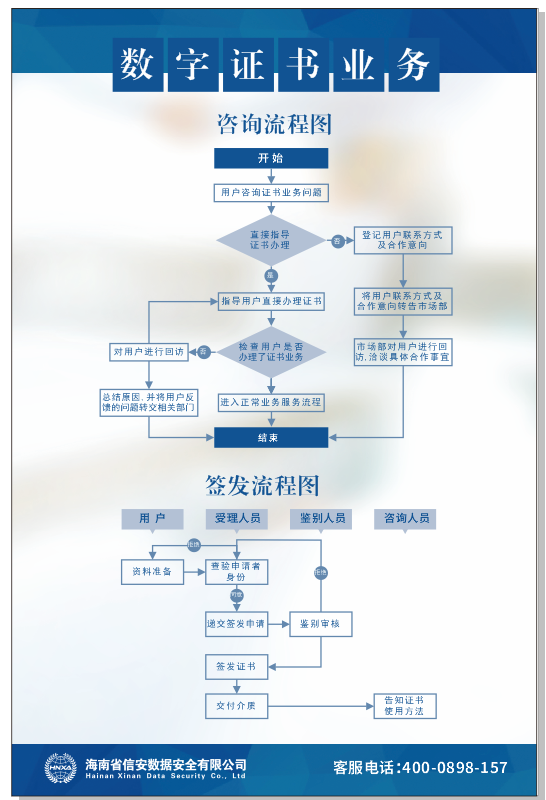 数字证书业务
咨询流程图
开始
用户咨询证书业务问题
直接指导
证书办理
否
登记用户联系方式
及合作意向
是
指导用户直接办理证书
将用户联系方式及
合作意向转告市场部
检查用户是否
办理了证书业务
否
对用户进行回访
市场部对用户进行回
访,洽谈具体合作事宜
总结原因,并将用户反
馈的问题转交相关部门
进入正常业务服务流程
结束
签发流程图
用户
受理人员
鉴别人员
咨询人员
拒绝
资料准备
查验申请者
身份
拒绝
同意
递交签发申请
鉴别审核
签发证书
交付介质
告知证书
使用方法
HNXA
海南省信安数据安全有限公司
Hainan Xinan Data Security Co., Ltd
客服电话:400-0898-157